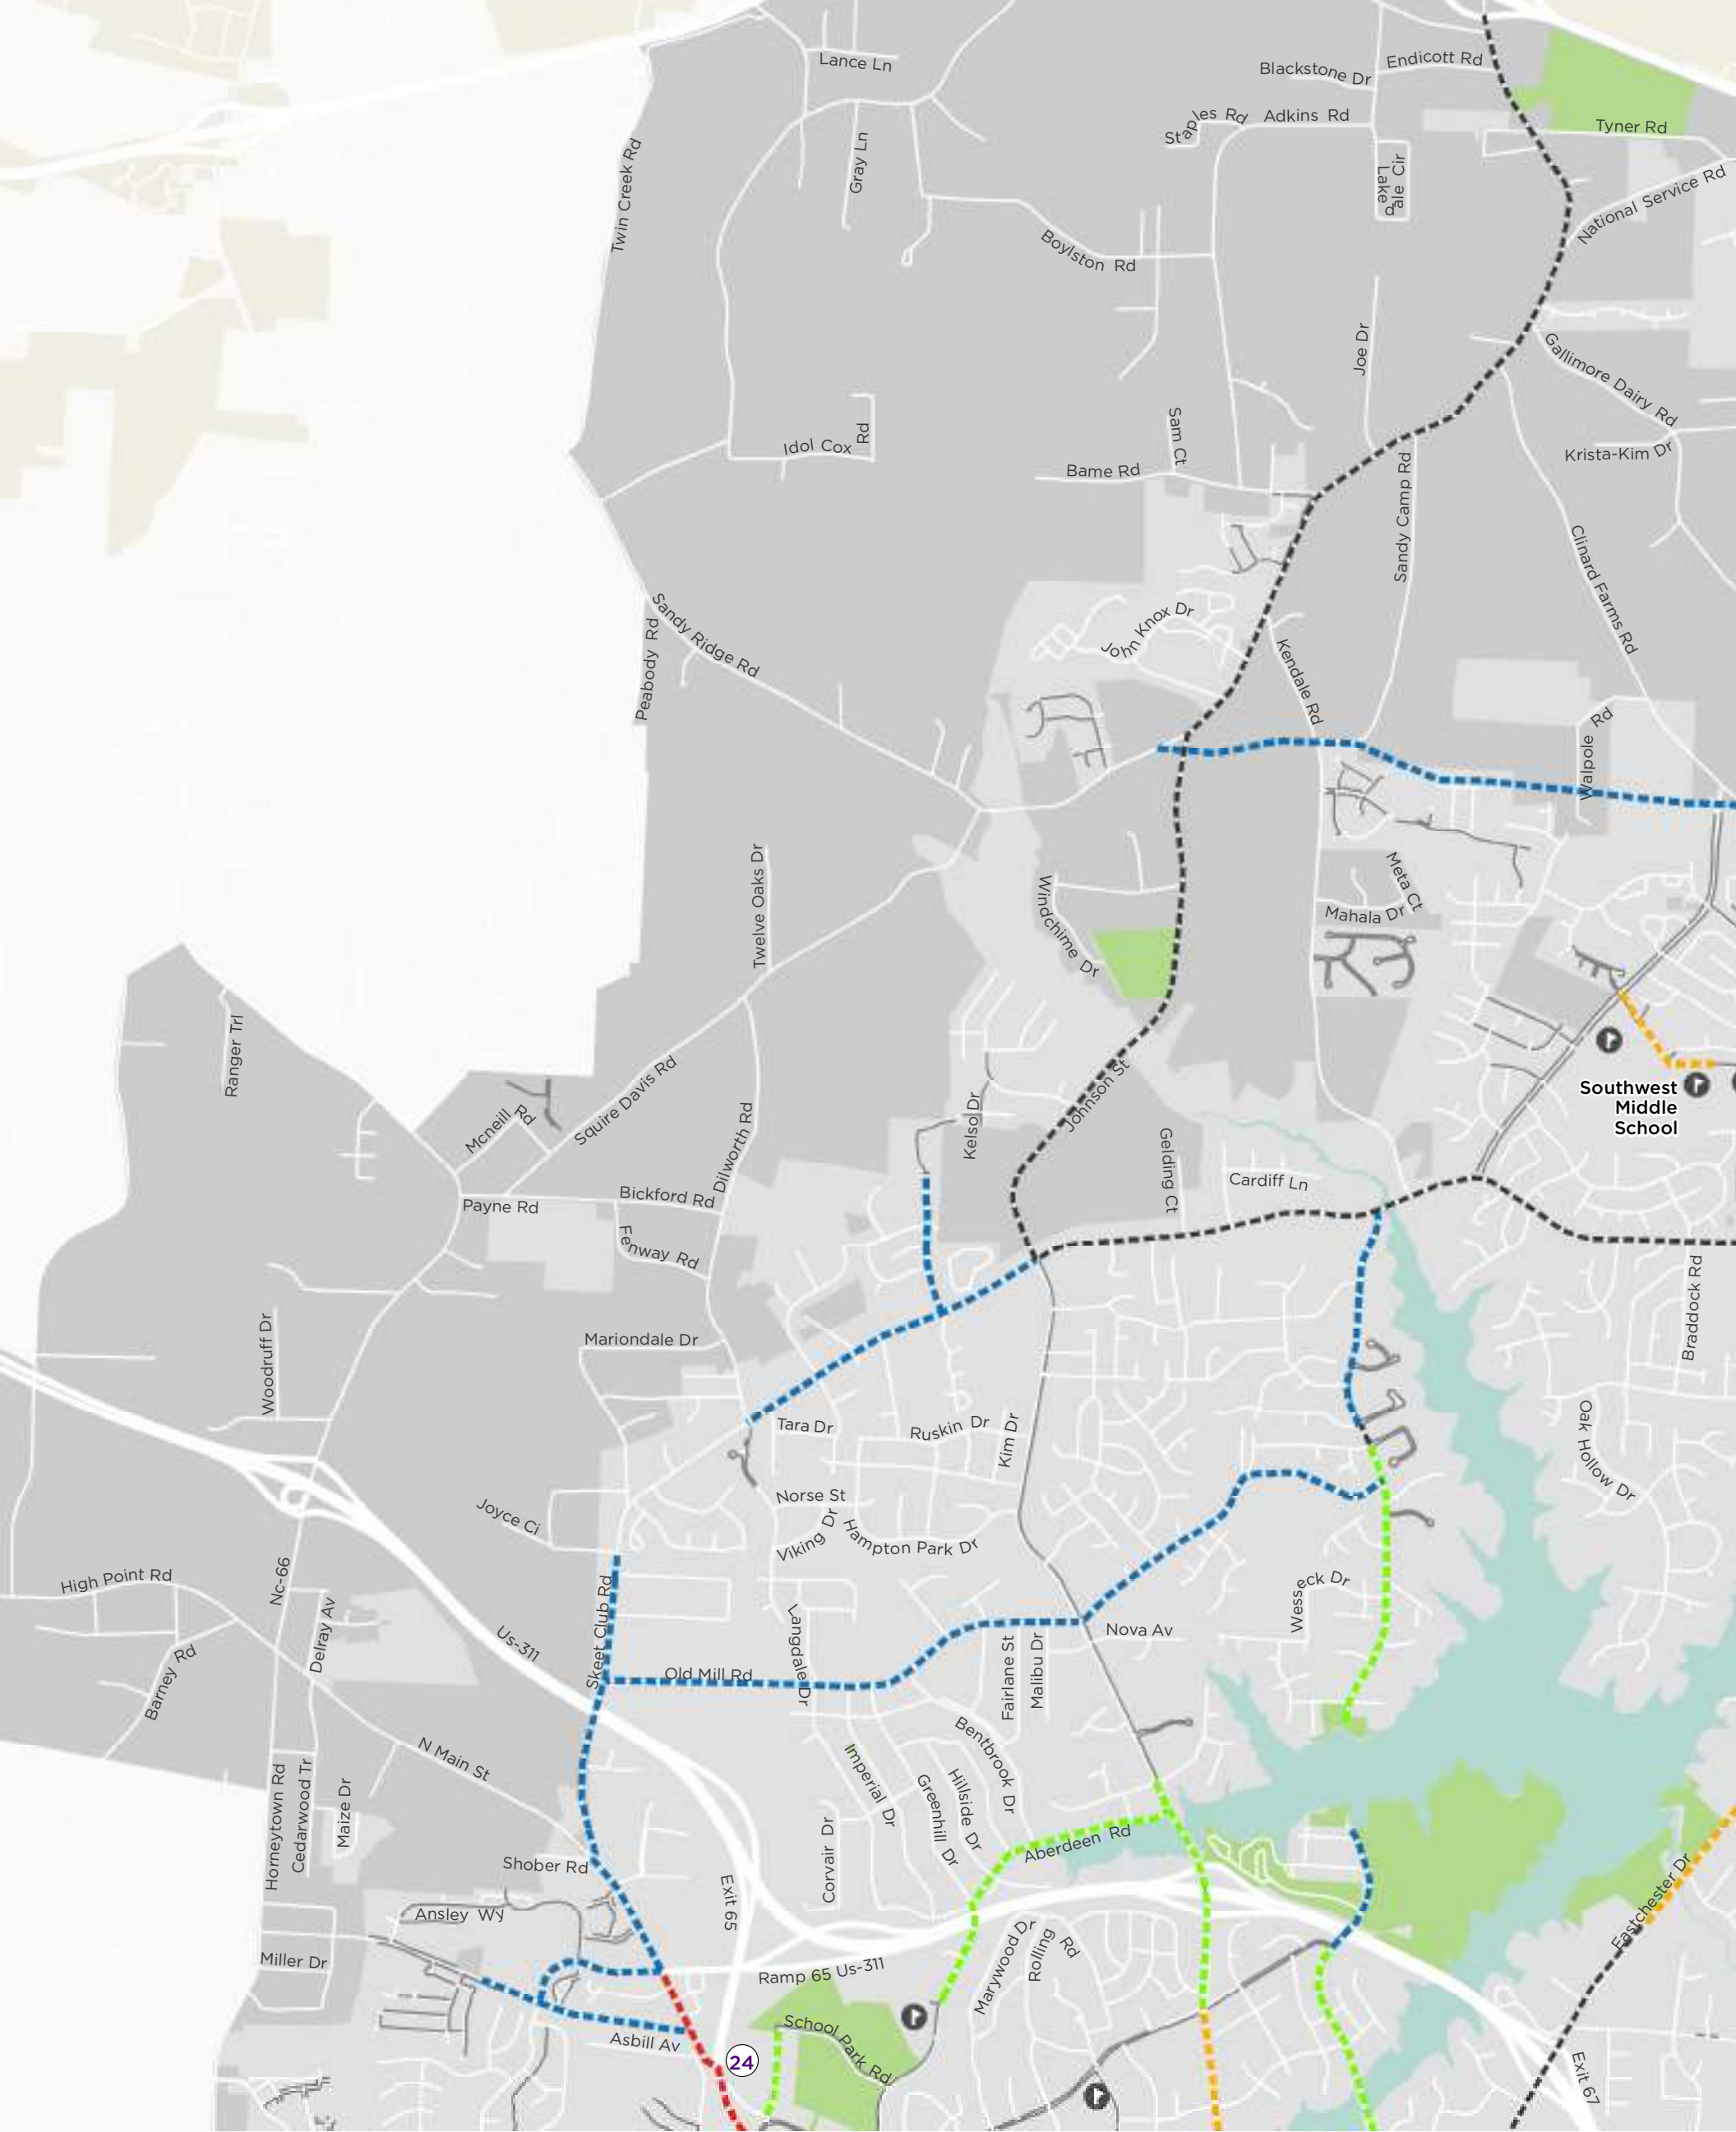 Lance Ln
Blackstone Dr
Endicott Rd
Staples Rd
Adkins Rd
Tyner Rd
Gray Ln
Twin Creek Rd
Lakedale Cir
National Service Rd
Boylston Rd
Joe Dr
Gallimore Dairy Rd
Idol Cox Rd
Sam Ct
Bame Rd
Krista-Kim Dr
Sandy Camp Rd
Clinard Farms Rd
Sandy Ridge Rd
John Knox Dr
Peabody Rd
Kendale Rd
Walpole Rd
Twelve Oaks Dr
Windchime Dr
Meta Ct
Mahala Dr
Ranger Trl
Squire Davis Rd
Mcneill Rd
Johnson St
Southwest
Middle
School
Kelso Dr
Dilworth Rd
Gelding Ct
Cardiff Ln
Bickford Rd
Payne Rd
Fenway Rd
Braddock Rd
Woodruff Dr
Mariondale Dr
Tara Dr
Ruskin Dr
Kim Dr
Oak Hollow Dr
Joyce Ci
Norse St
Viking Dr
Hampton Park Dr
High Point Rd
Nc-66
Delray Av
Us-311
Skeet Club Rd
Langdale Dr
Wesseck Dr
Nova Av
Barney Rd
Old Mill Rd
Fairlane St
Malibu Dr
N Main St
Bentbrook Dr
Imperial Dr
Hillside Dr
Greenhill Dr
Horneytown Rd
Cedarwood Tr
Maize Dr
Corvair Dr
Aberdeen Rd
Shober Rd
Exit 65
Eastchester Dr
Ansley Wy
Marywood Dr
Rolling Rd
Miller Dr
Ramp 65 Us-311
School Park Rd
Asbill Av
24
Exit 67